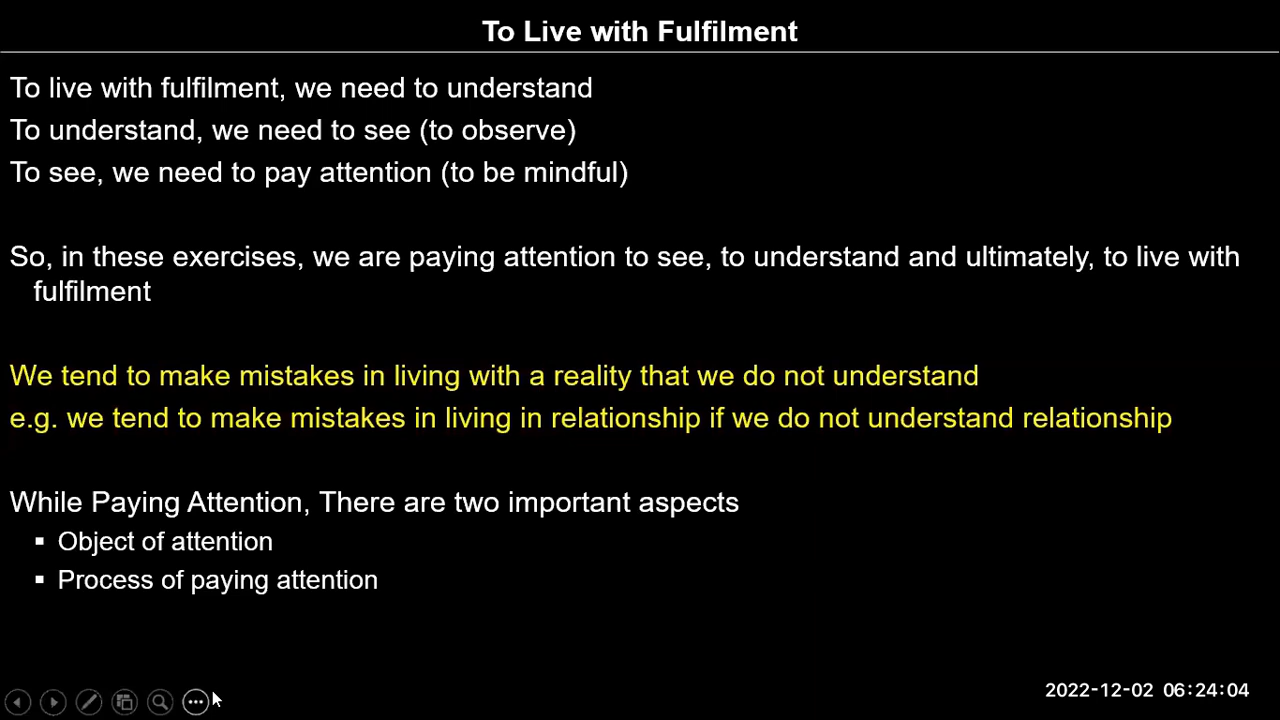 To Live with Fulfilment
To live with fulfilment, we need to understand
To understand, we need to see (to observe)
To see, we need to pay attention (to be mindful)
So, in these exercises, we are paying attention to see, to understand and ultimately, to live with
fulfilment
We tend to make mistakes in living with a reality that we do not understand
e.g. we tend to make mistakes in living in relationship if we do not understand relationship
While Paying Attention, There are two important aspects
▪ Object of attention
▪ Process of paying attention
2022-12-02 06:24:04